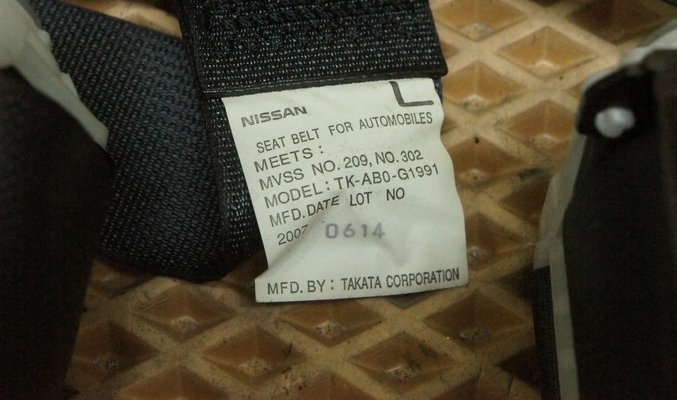 NISSAN L
SEAT BELT FOR AUTOMOBILES
MEETS:
MVSS NO. 209, NO. 302
MODEL: TK-AB0-G1991
MFD. DATE LOT NO
2007 0614
MFD. BY: TAKATA CORPORATION